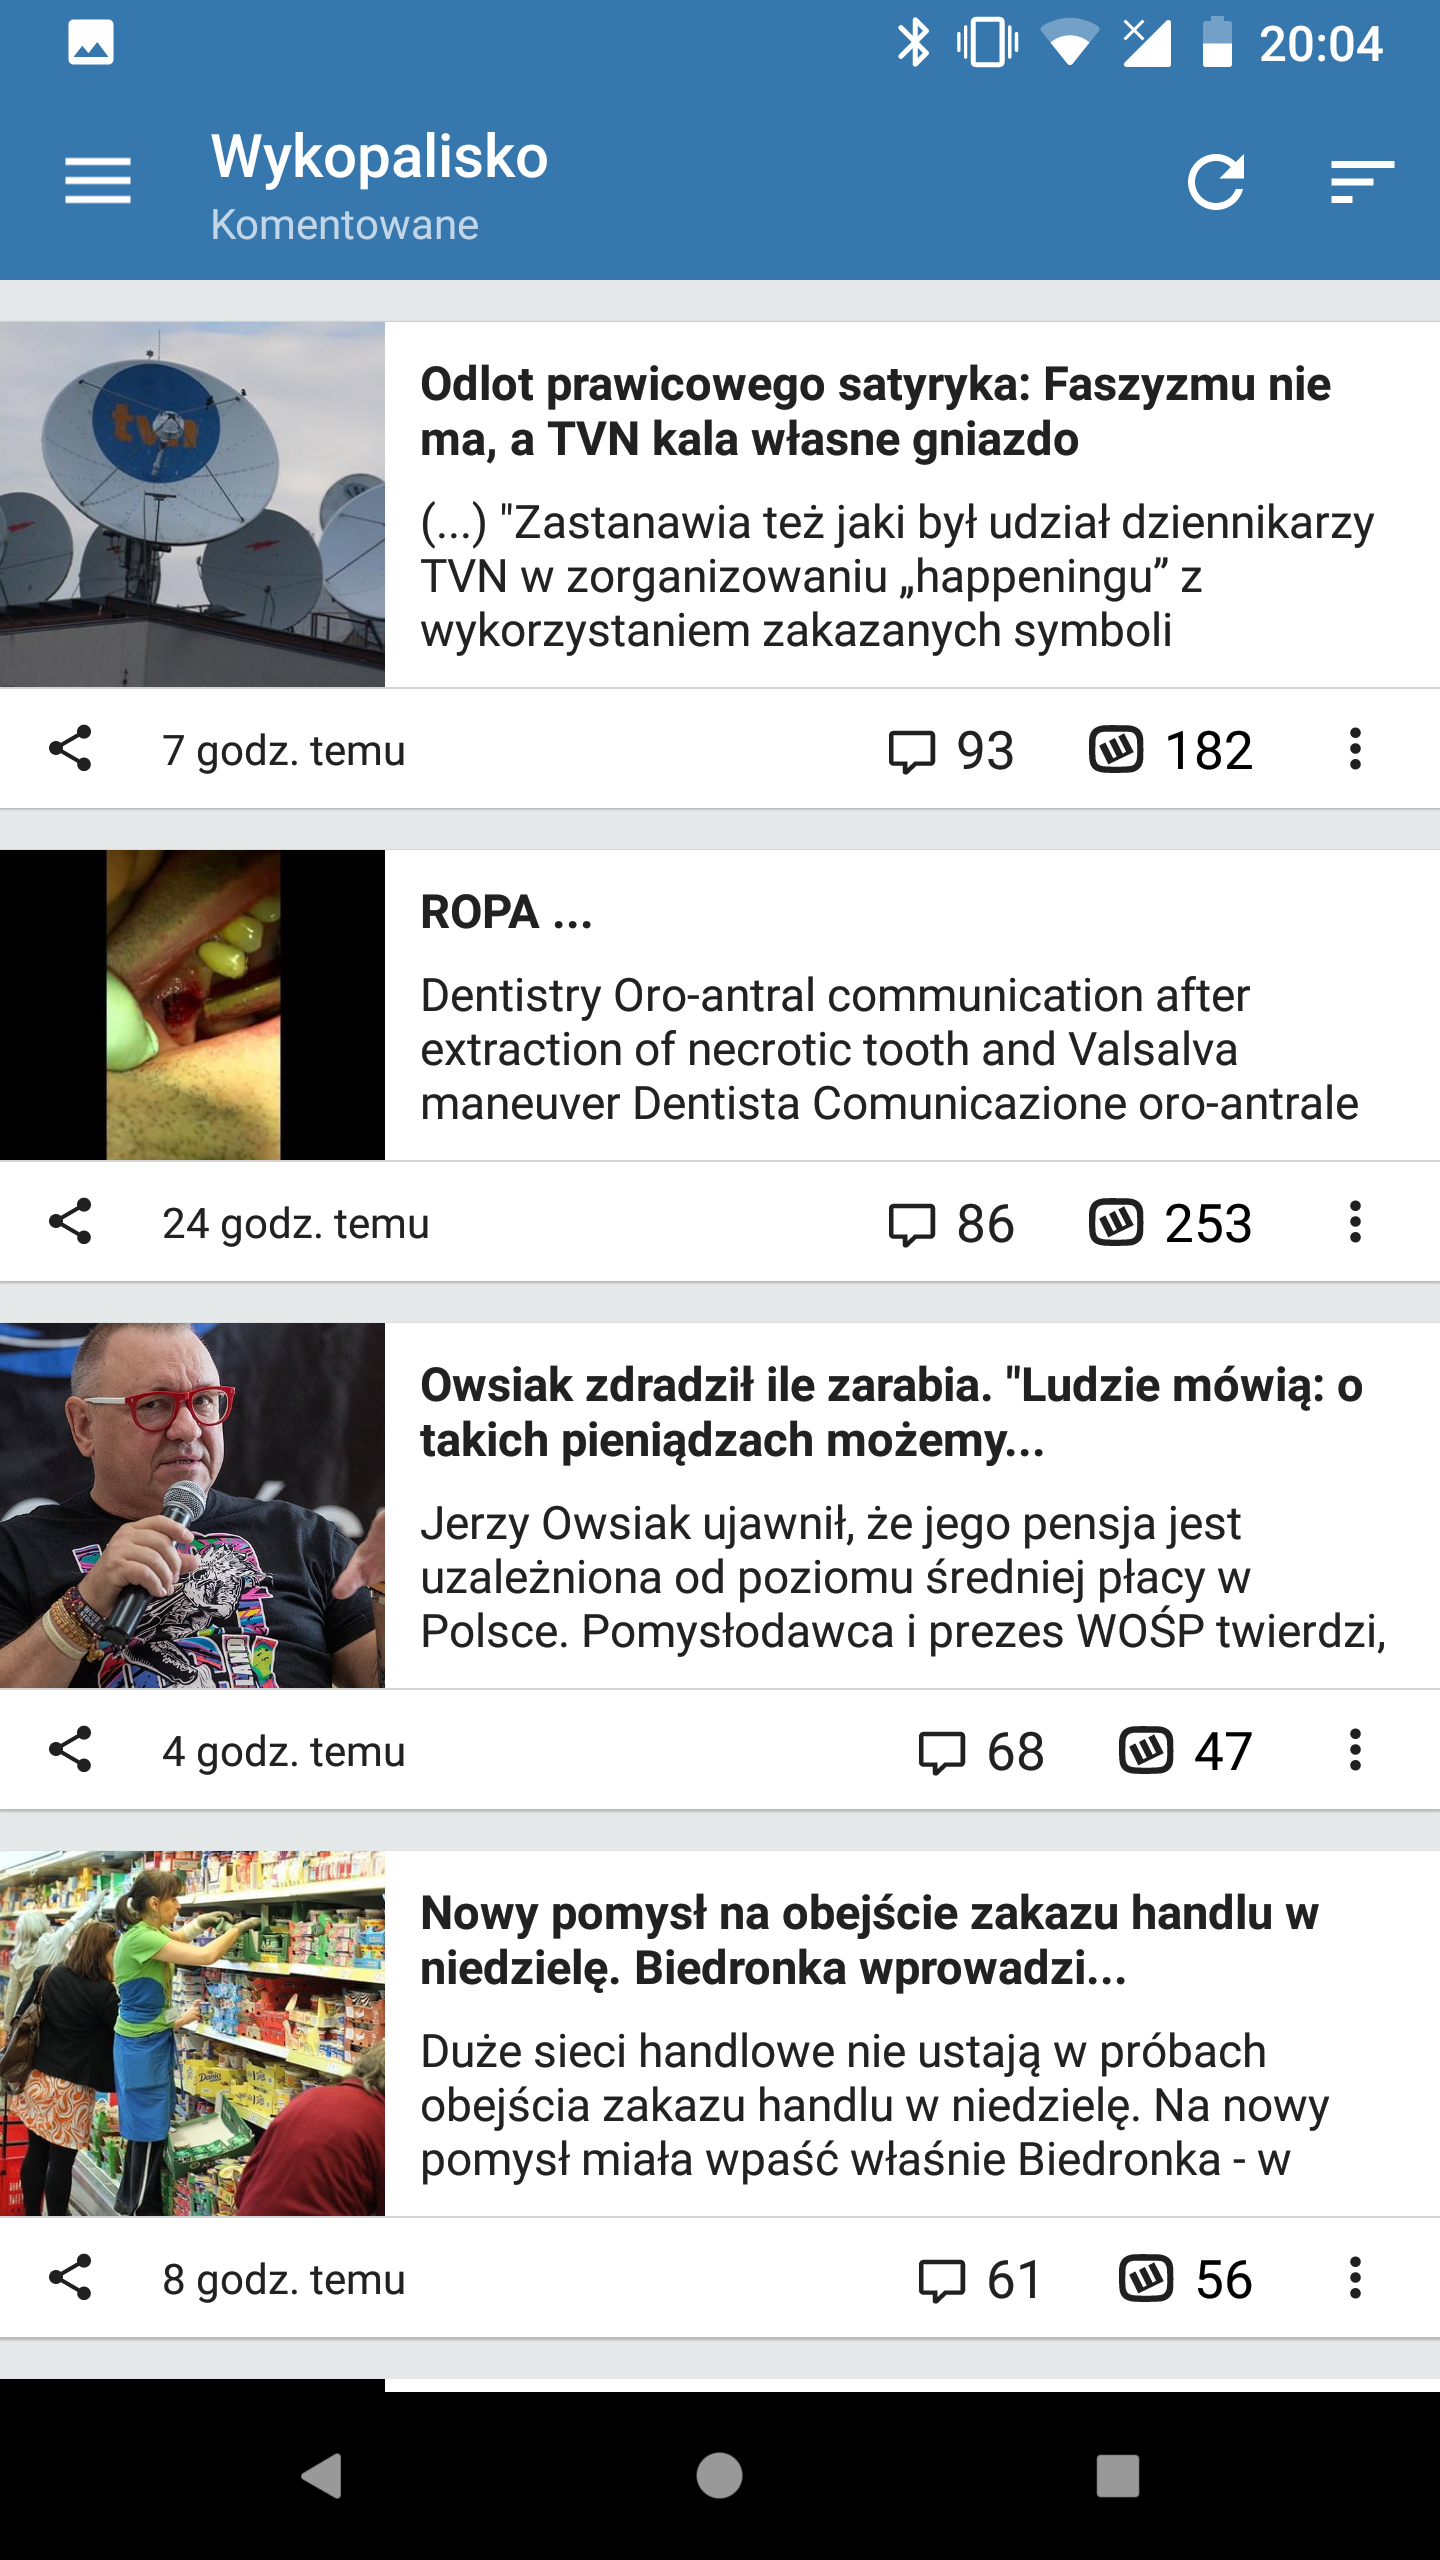 20:04
Wykopalisko
Komentowane
tvn
Odlot prawicowego satyryka: Faszyzmu nie
ma, a TVN kala własne gniazdo
(...) "Zastanawia też jaki był udział dziennikarzy
TVN w zorganizowaniu „happeningu” z
wykorzystaniem zakazanych symboli
7 godz. temu
93
182
ROPA ...
Dentistry Oro-antral communication after
extraction of necrotic tooth and Valsalva
maneuver Dentista Comunicazione oro-antrale
24 godz. temu
86
253
Owsiak zdradził ile zarabia. "Ludzie mówią: o
takich pieniądzach możemy...
Jerzy Owsiak ujawnił, że jego pensja jest
uzależniona od poziomu średniej płacy w
Polsce. Pomysłodawca i prezes WOŚP twierdzi,
4 godz. temu
68
47
Nowy pomysł na obejście zakazu handlu w
niedzielę. Biedronka wprowadzi...
Duże sieci handlowe nie ustają w próbach
obejścia zakazu handlu w niedzielę. Na nowy
pomysł miała wpaść właśnie Biedronka - w
Danio
8 godz. temu
61
56